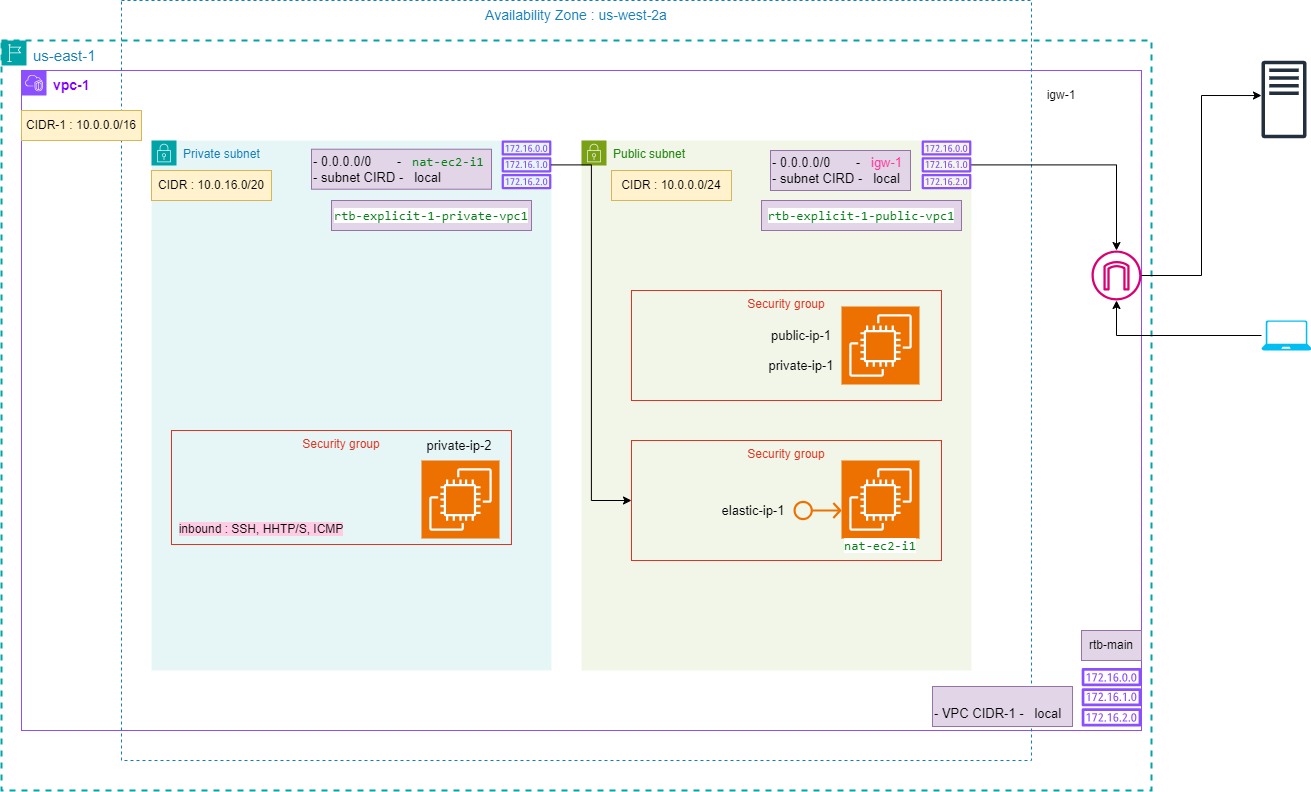 Availability Zone : us-west-2a
us-east-1
vpc-1
igw-1
CIDR-1 : 10.0.0.0/16
Private subnet
CIDR : 10.0.16.0/20
- 0.0.0.0/0 - nat-ec2-i1
- subnet CIRD - local
172.16.0.0
172.16.1.0
172.16.2.0
rtb-explicit-1-private-vpc1
Public subnet
CIDR : 10.0.0.0/24
- 0.0.0.0/0 - igw-1
- subnet CIRD - local
172.16.0.0
172.16.1.0
172.16.2.0
rtb-explicit-1-public-vpc1
Security group
public-ip-1
private-ip-1
Security group
private-ip-2
inbound : SSH, HHTP/S, ICMP
Security group
elastic-ip-1
nat-ec2-i1
rtb-main
172.16.0.0
172.16.1.0
172.16.2.0
- VPC CIDR-1 - local